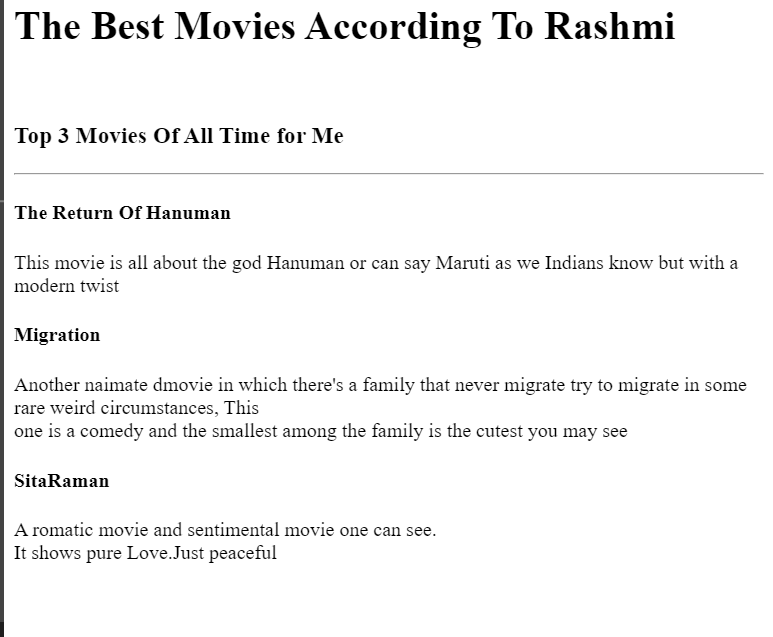 The Best Movies According To Rashmi
Top 3 Movies Of All Time for Me
The Return Of Hanuman
This movie is all about the god Hanuman or can say Maruti as we Indians know but with a
modern twist
Migration
Another naimate dmovie in which there's a family that never migrate try to migrate in some
rare weird circumstances, This
one is a comedy and the smallest among the family is the cutest you may see
SitaRaman
A romatic movie and sentimental movie one can see.
It shows pure Love.Just peaceful